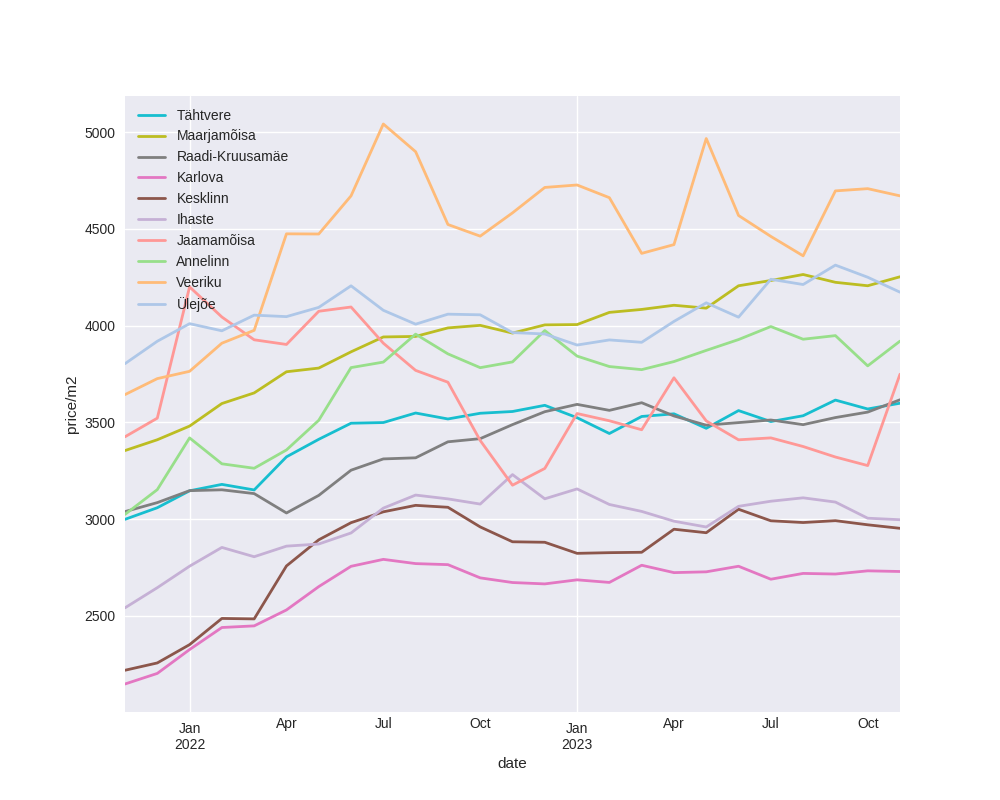 Tähtvere
Maarjamõisa
Raadi-Kruusamäe
Karlova
Kesklinn
Ihaste
Jaamamõisa
Annelinn
Veeriku
Ülejõe
5000
4500
4000
3500
3000
2500
price/m2
Jan Apr Jul Oct Jan Apr Jul Oct
2022 2023
date